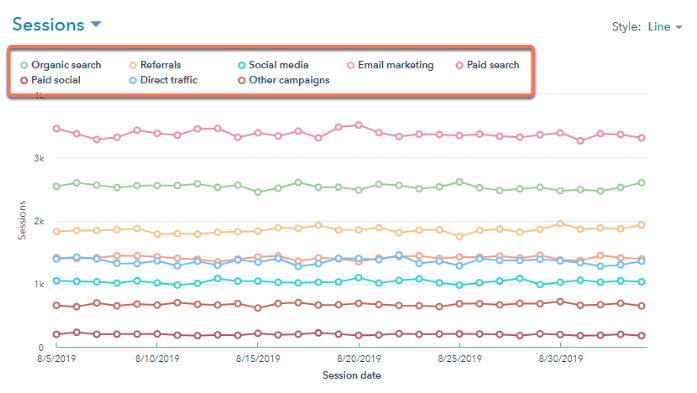 Sessions
Style: Line
Organic search Referrals Social media Email marketing Paid search
Paid social Direct traffic Other campaigns
4k
3k
2k
1k
0
Sessions
8/5/2019 8/10/2019 8/15/2019 8/20/2019 8/25/2019 8/30/2019
Session date